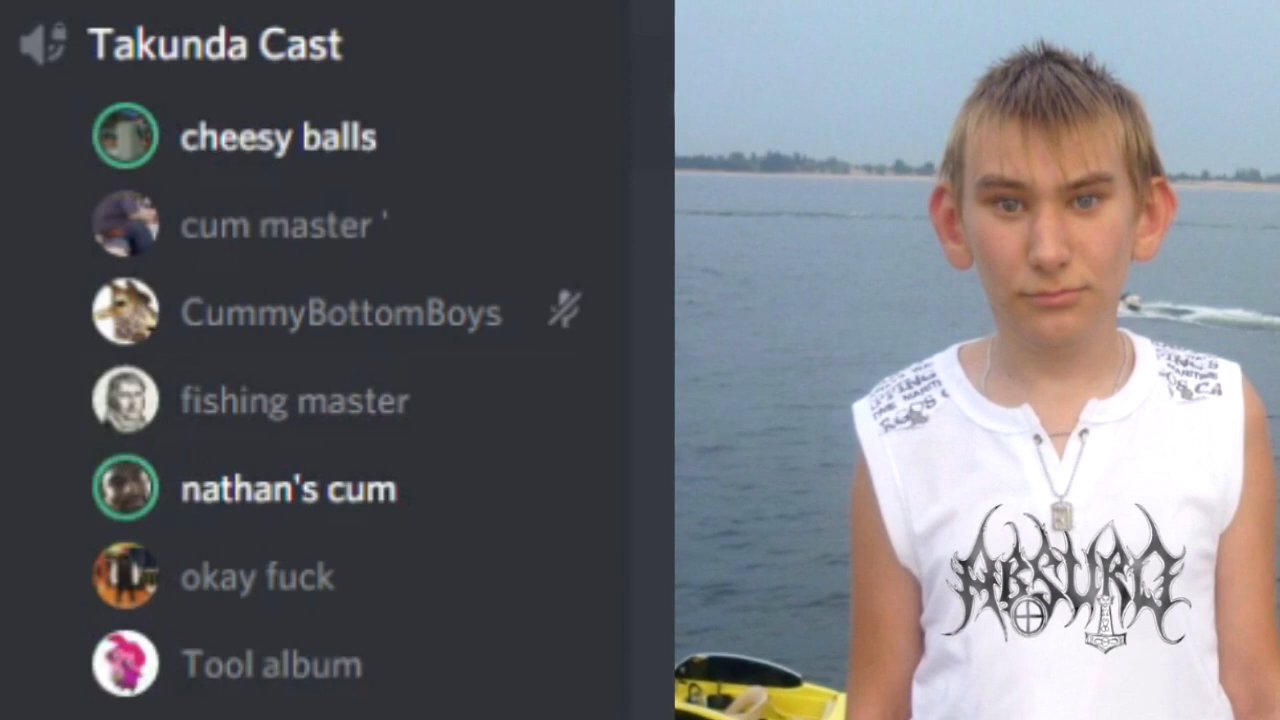 Takunda Cast
cheesy balls
cum master '
CummyBottomBoys
fishing master
nathan's cum
okay fuck
Tool album
ABSURD